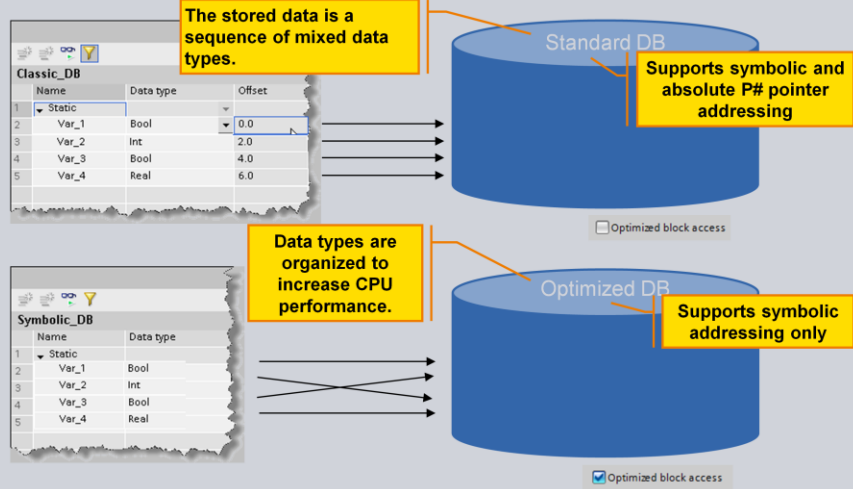 The stored data is a
sequence of mixed data
types.
Standard DB
Supports symbolic and
absolute P# pointer
addressing
Classic_DB
Name Data type Offset
1 Static
2 Var_1 Bool 0.0
3 Var_2 Int 2.0
4 Var_3 Bool 4.0
5 Var_4 Real 6.0
Optimized block access
Data types are
organized to
increase CPU
performance.
Optimized DB
Supports symbolic
addressing only
Symbolic_DB
Name Data type
1 Static
2 Var_1 Bool
3 Var_2 Int
4 Var_3 Bool
5 Var_4 Real
Optimized block access